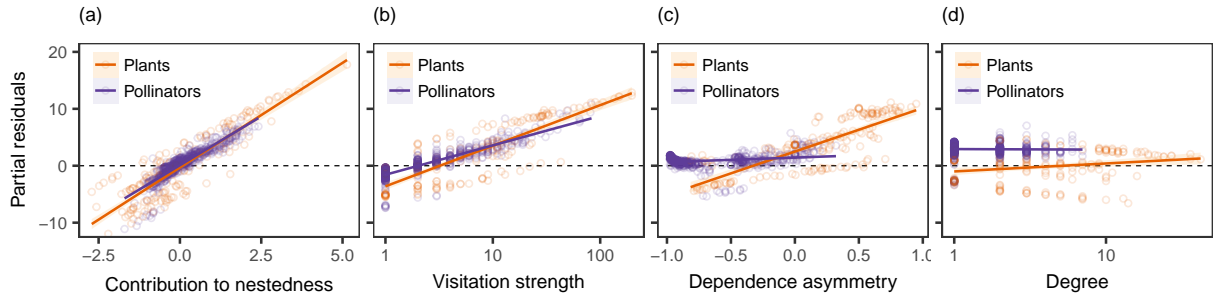 (a) (b) (c) (d)
Partial residuals
20
10
0
−10
Plants
Pollinators
−2.5 0.0 2.5 5.0
Contribution to nestedness
Plants
Pollinators
1 10 100
Visitation strength
Plants
Pollinators
−1.0 −0.5 0.0 0.5 1.0
Dependence asymmetry
Plants
Pollinators
1 10
Degree